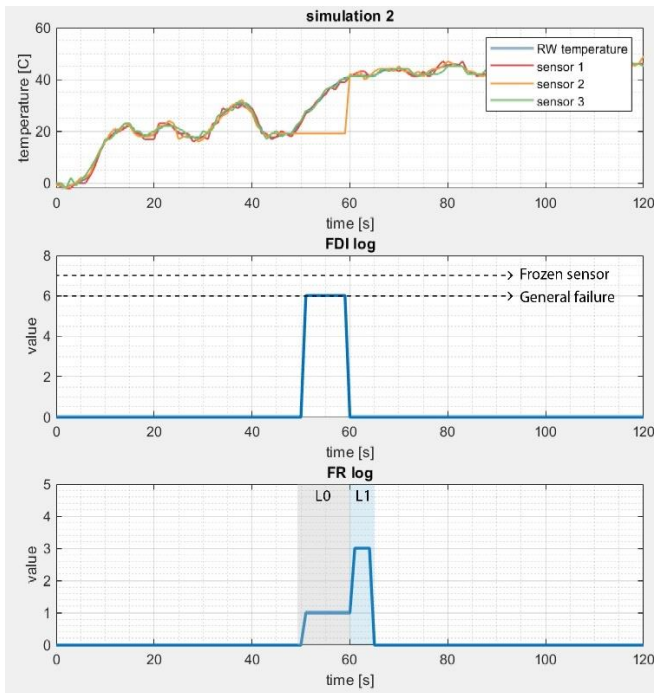 simulation 2
temperature [C]
60
40
20
0
RW temperature
sensor 1
sensor 2
sensor 3
0 20 40 60 80 100 120
time [s]
FDI log
value
8
6
4
2
0
Frozen sensor
General failure
0 20 40 60 80 100 120
time [s]
FR log
value
5
4
3
2
1
0
L0 L1
0 20 40 60 80 100 120
time [s]